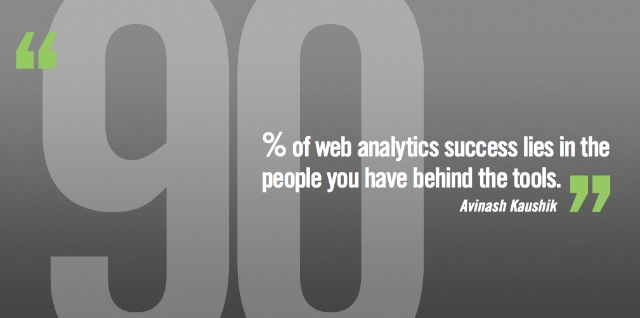 “
90
% of web analytics success lies in the
people you have behind the tools.
Avinash Kaushik
”